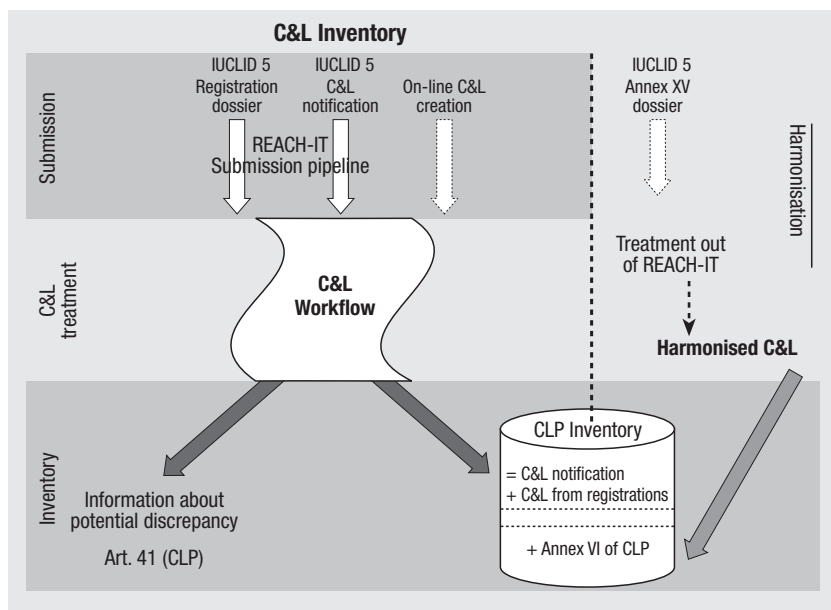 C&L Inventory
Submission
IUCLID 5
Registration
dossier
IUCLID 5
C&L
notification
On-line C&L
creation
IUCLID 5
Annex XV
dossier
REACH-IT
Submission pipeline
Harmonisation
C&L
treatment
C&L
Workflow
Treatment out
of REACH-IT
Harmonised C&L
Inventory
Information about
potential discrepancy
Art. 41 (CLP)
CLP Inventory
= C&L notification
+ C&L from registrations
+ Annex VI of CLP